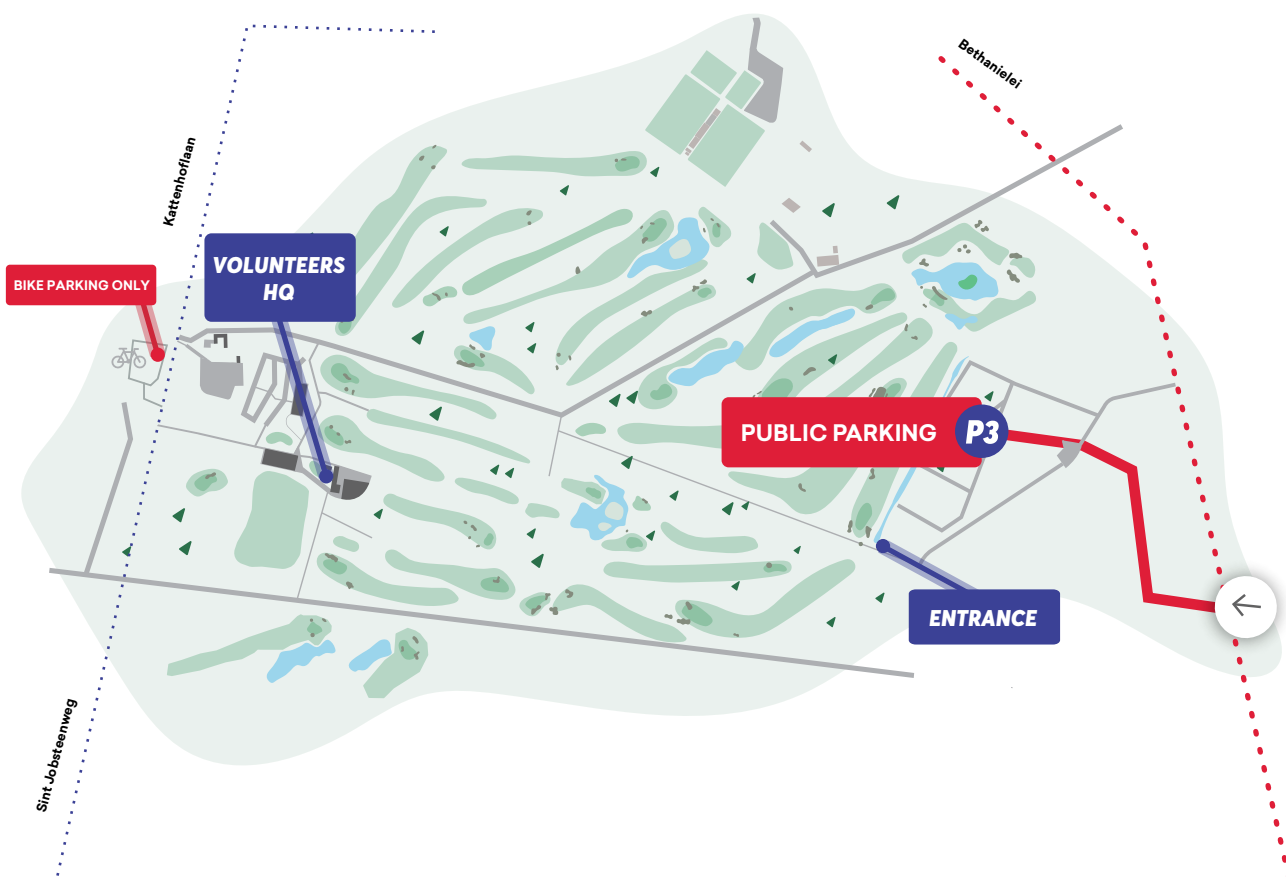 Bethanielei
Kattenhoflaan
VOLUNTEERS
HQ
BIKE PARKING ONLY
PUBLIC PARKING P3
ENTRANCE
Sint Jobsteenweg